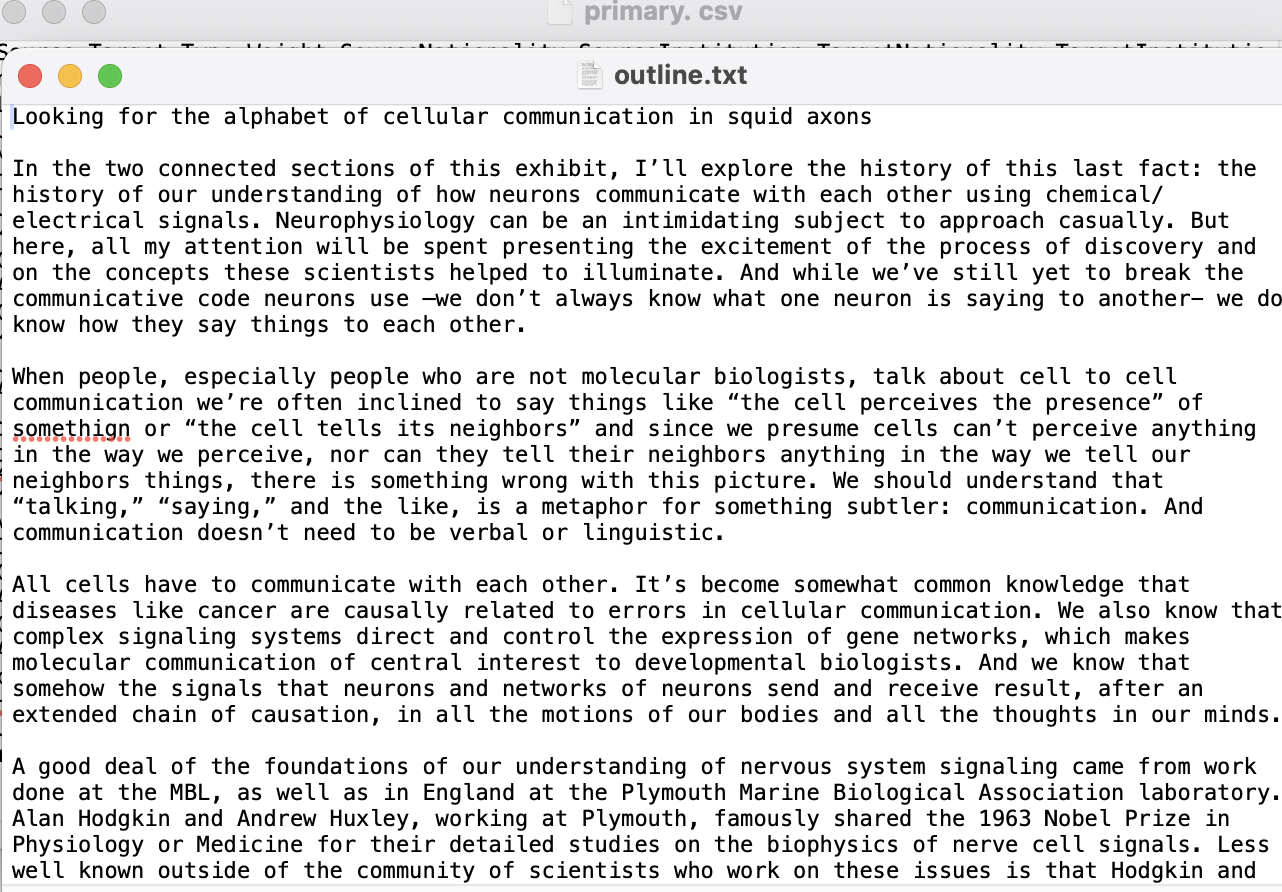 primary. csv
Source Target Type Weight SourceNationality SourceInstitution TargetNationality TargetInstitutio
outline.txt
Looking for the alphabet of cellular communication in squid axons
In the two connected sections of this exhibit, I’ll explore the history of this last fact: the
history of our understanding of how neurons communicate with each other using chemical/
electrical signals. Neurophysiology can be an intimidating subject to approach casually. But
here, all my attention will be spent presenting the excitement of the process of discovery and
on the concepts these scientists helped to illuminate. And while we’ve still yet to break the
communicative code neurons use —we don’t always know what one neuron is saying to another— we do
know how they say things to each other.
When people, especially people who are not molecular biologists, talk about cell to cell
communication we’re often inclined to say things like “the cell perceives the presence” of
somethign or “the cell tells its neighbors” and since we presume cells can’t perceive anything
in the way we perceive, nor can they tell their neighbors anything in the way we tell our
neighbors things, there is something wrong with this picture. We should understand that
“talking,” “saying,” and the like, is a metaphor for something subtler: communication. And
communication doesn’t need to be verbal or linguistic.
All cells have to communicate with each other. It’s become somewhat common knowledge that
diseases like cancer are causally related to errors in cellular communication. We also know that
complex signaling systems direct and control the expression of gene networks, which makes
molecular communication of central interest to developmental biologists. And we know that
somehow the signals that neurons and networks of neurons send and receive result, after an
extended chain of causation, in all the motions of our bodies and all the thoughts in our minds.
A good deal of the foundations of our understanding of nervous system signaling came from work
done at the MBL, as well as in England at the Plymouth Marine Biological Association laboratory.
Alan Hodgkin and Andrew Huxley, working at Plymouth, famously shared the 1963 Nobel Prize in
Physiology or Medicine for their detailed studies on the biophysics of nerve cell signals. Less
well known outside of the community of scientists who work on these issues is that Hodgkin and